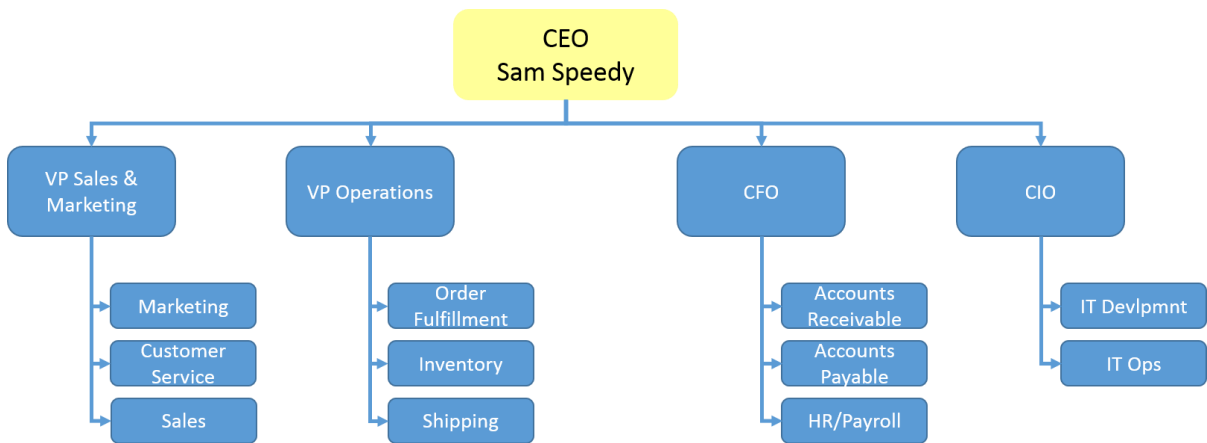 CEO
Sam Speedy
VP Sales &
Marketing
VP Operations
CFO
CIO
Marketing
Customer
Service
Sales
Order
Fulfillment
Inventory
Shipping
Accounts
Receivable
Accounts
Payable
HR/Payroll
IT Devlpmnt
IT Ops